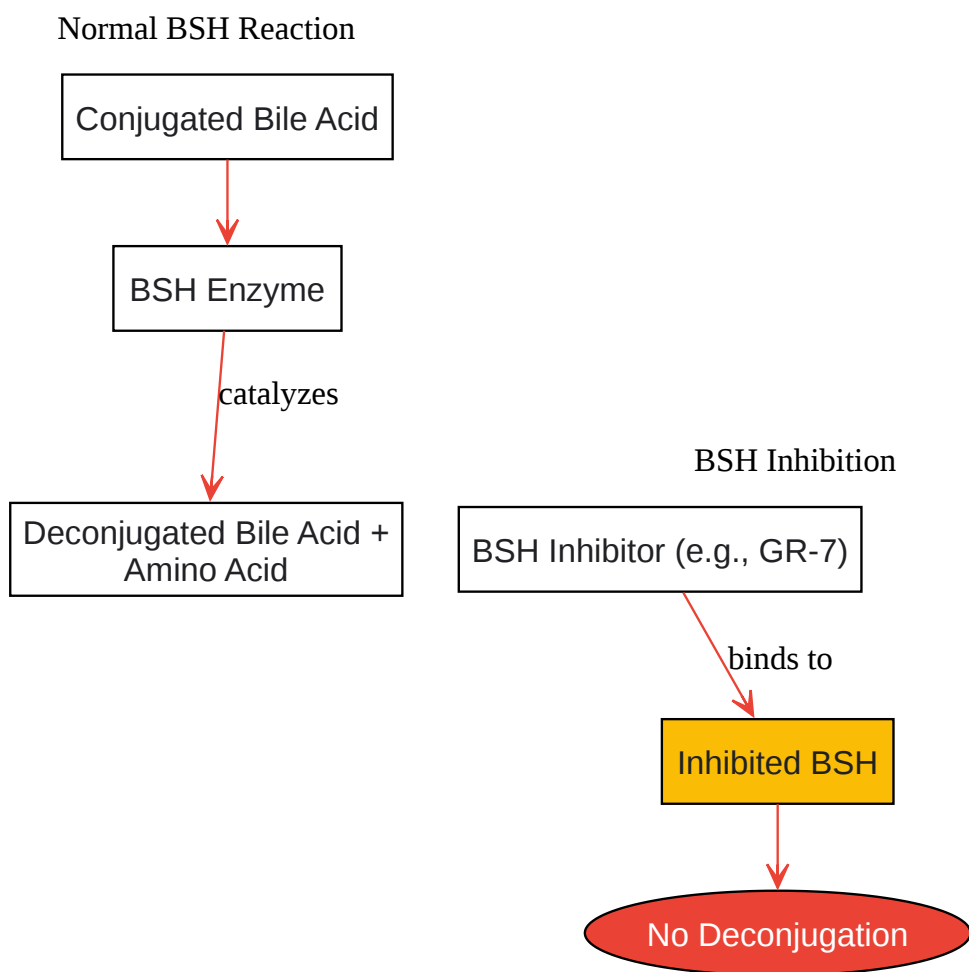 Normal BSH Reaction
Conjugated Bile Acid
BSH Enzyme
catalyzes
Deconjugated Bile Acid +
Amino Acid
BSH Inhibition
BSH Inhibitor (e.g., GR-7)
binds to
Inhibited BSH
No Deconjugation